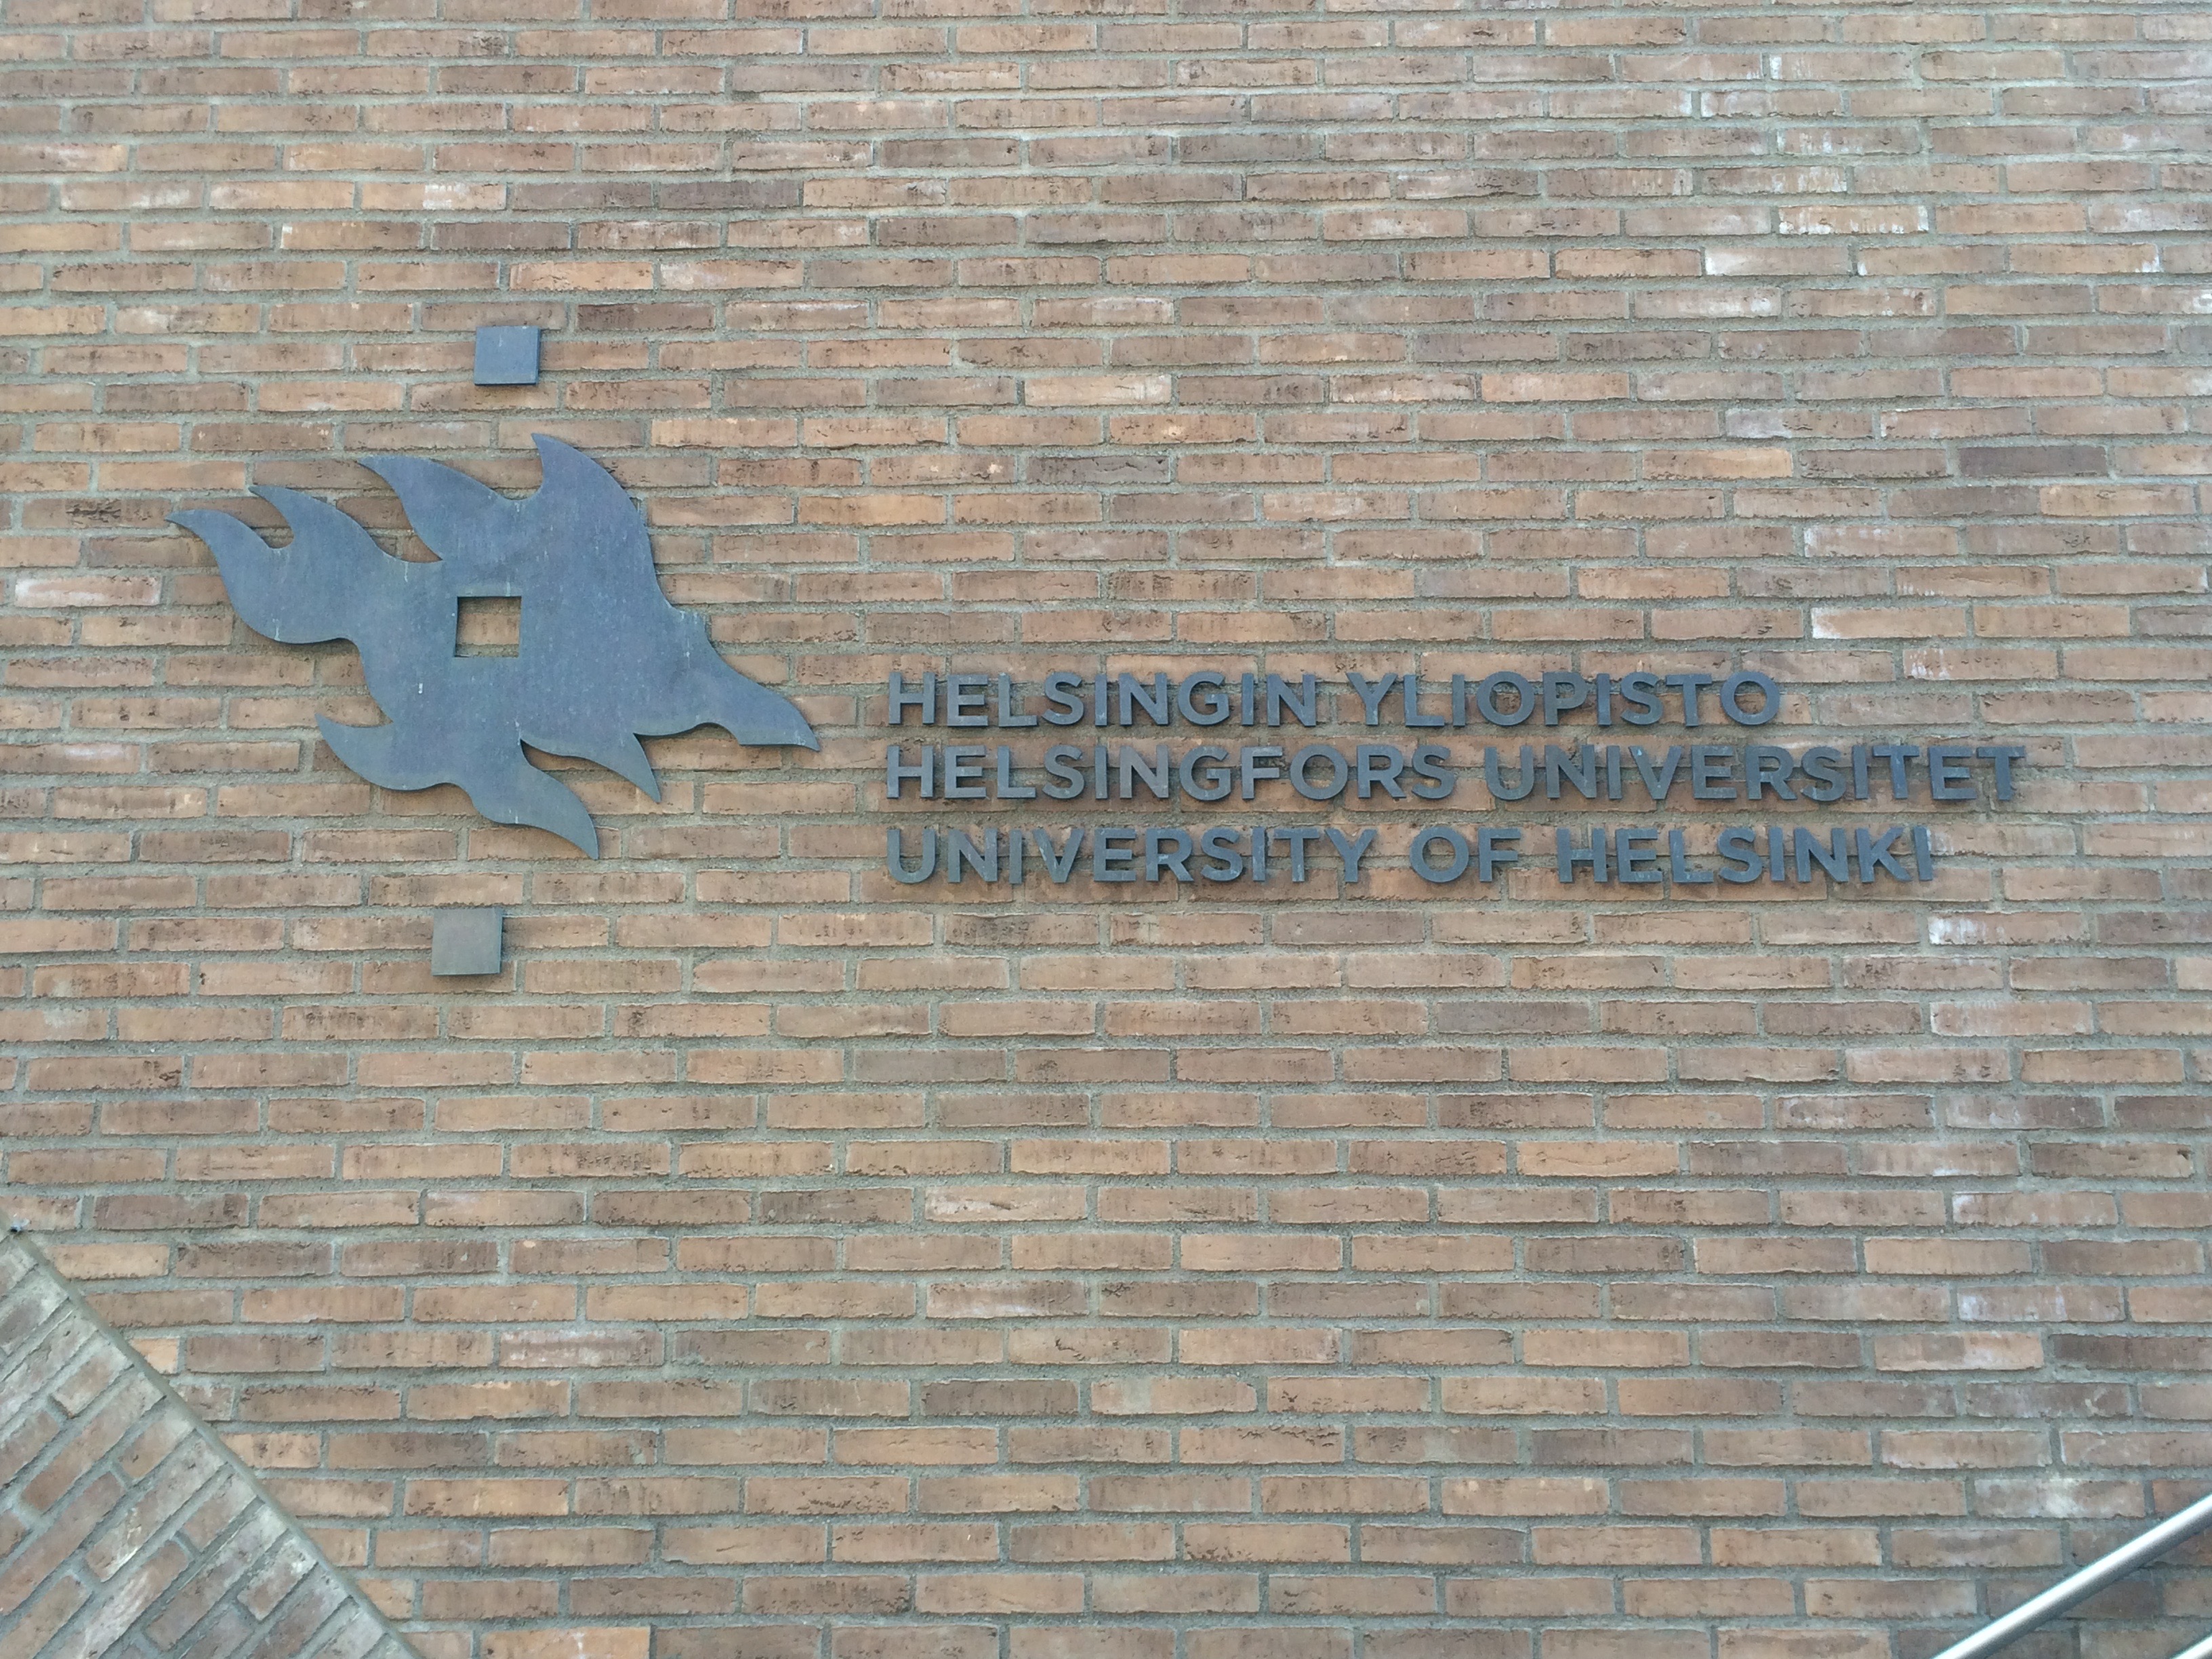 HELSINGIN YLIOPISTO
HELSINGFORS UNIVERSITET
UNIVERSITY OF HELSINKI